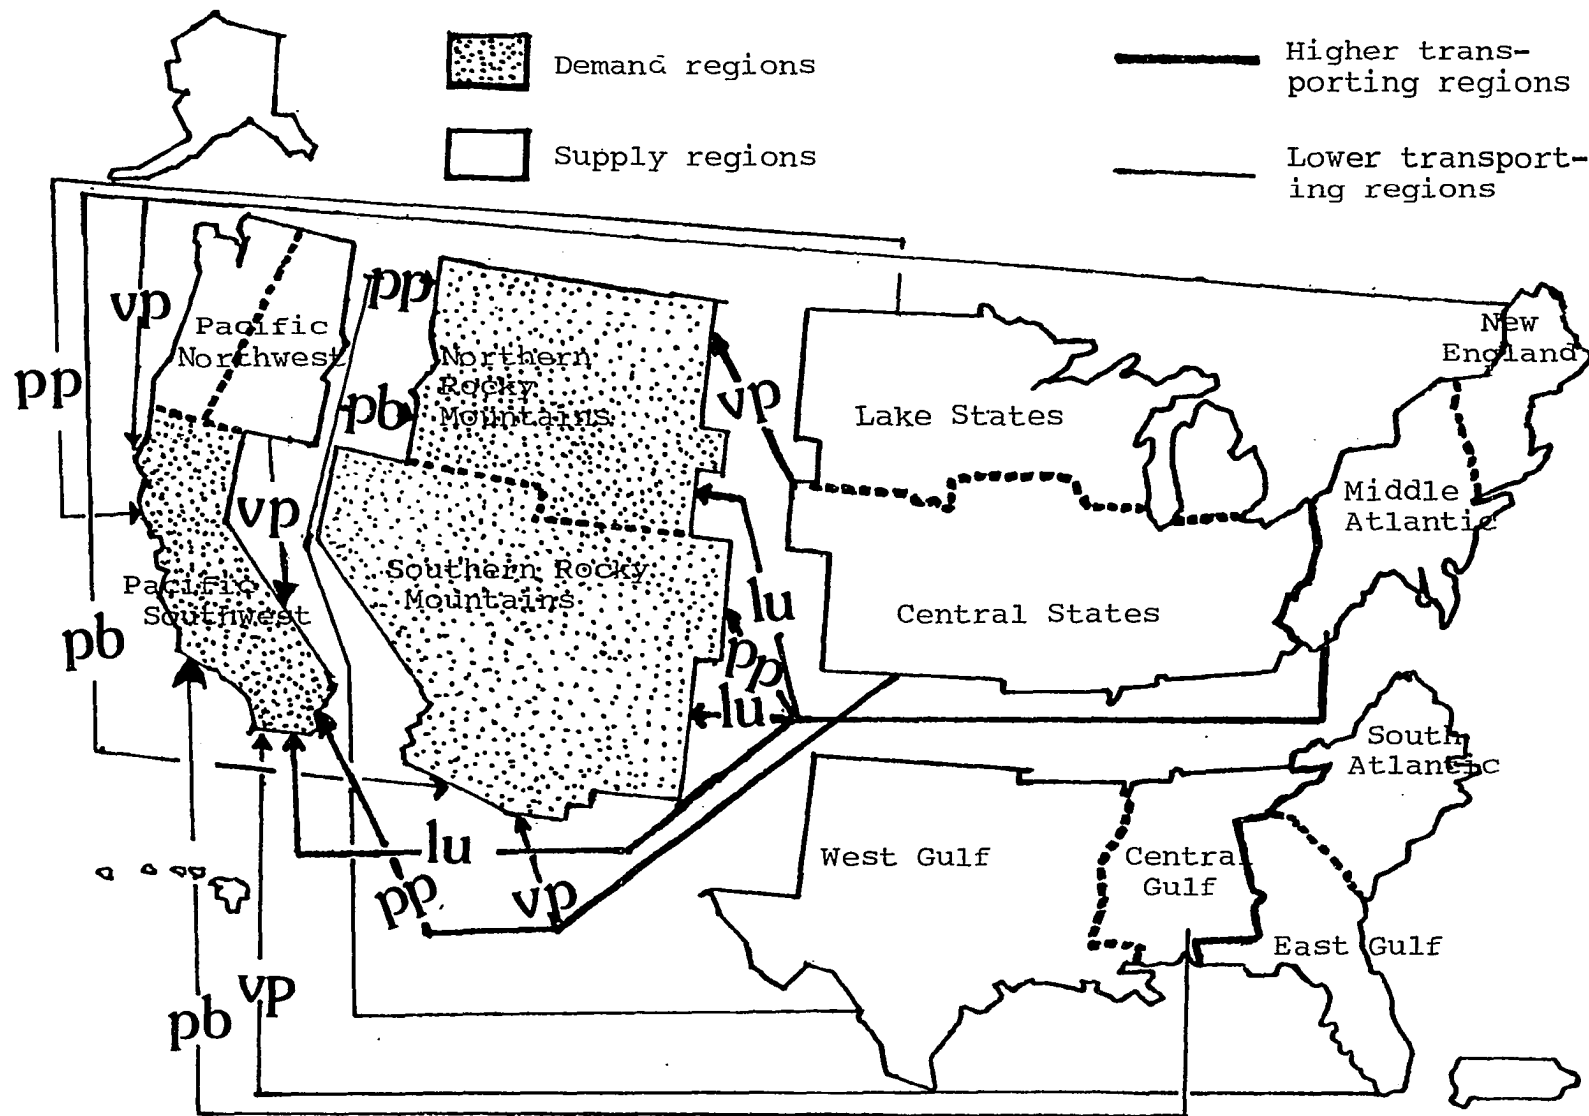 Demand regions
Supply regions
Higher trans-
porting regions
Lower transport-
ing regions
vp
pp
Pacific
Northwest
pp
pb
Northern
Rocky
Mountains
vp
Lake States
New
England
vp
Middle
Atlantic
Southern Rocky
Mountains
Pacific
Southwest
pb
lu
pp
lu
Central States
South
Atlantic
lu
pp
vp
West Gulf
Central
Gulf
East Gulf
vp
pb